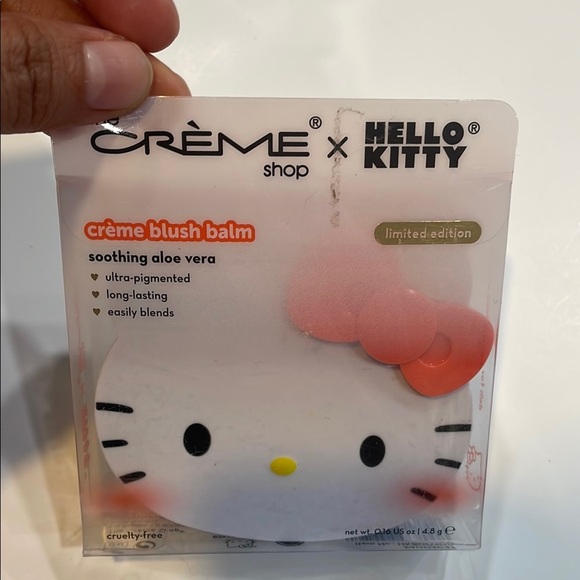 CRÈME® x HELLO KITTY®
shop
crème blush balm
limited edition
soothing aloe vera
ultra-pigmented
long-lasting
easily blends
cruelty-free
net wt. 0.16 US oz | 4.8 g ℮